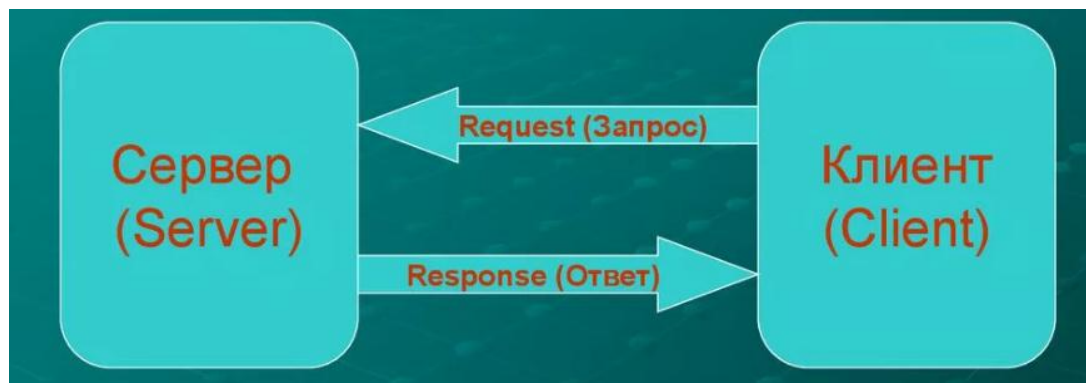 Сервер
(Server)
Request (Запрос)
Response (Ответ)
Клиент
(Client)